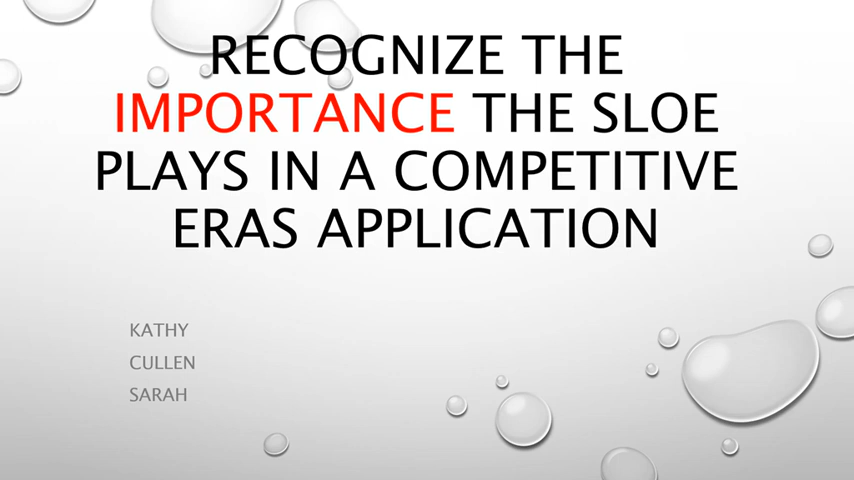 RECOGNIZE THE
IMPORTANCE THE SLOE
PLAYS IN A COMPETITIVE
ERAS APPLICATION
KATHY
CULLEN
SARAH